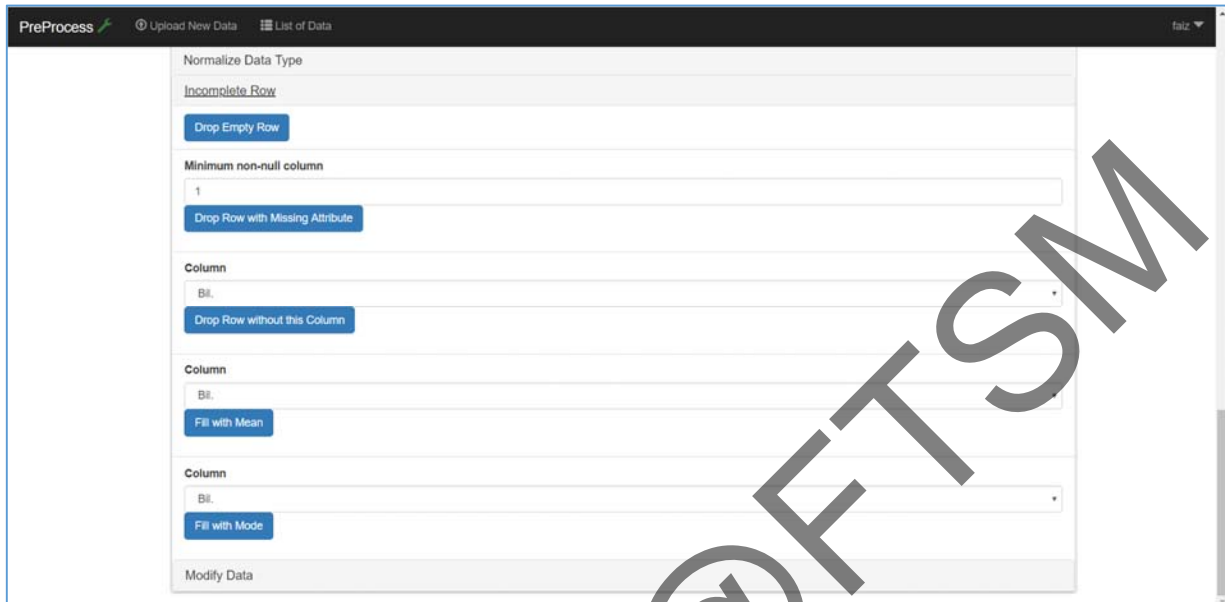 PreProcess Upload New Data List of Data faiz
Normalize Data Type
Incomplete Row
Drop Empty Row
Minimum non-null column
1
Drop Row with Missing Attribute
Column
Bil.
Drop Row without this Column
Column
Bil.
Fill with Mean
Column
Bil.
Fill with Mode
Modify Data
@FTSM